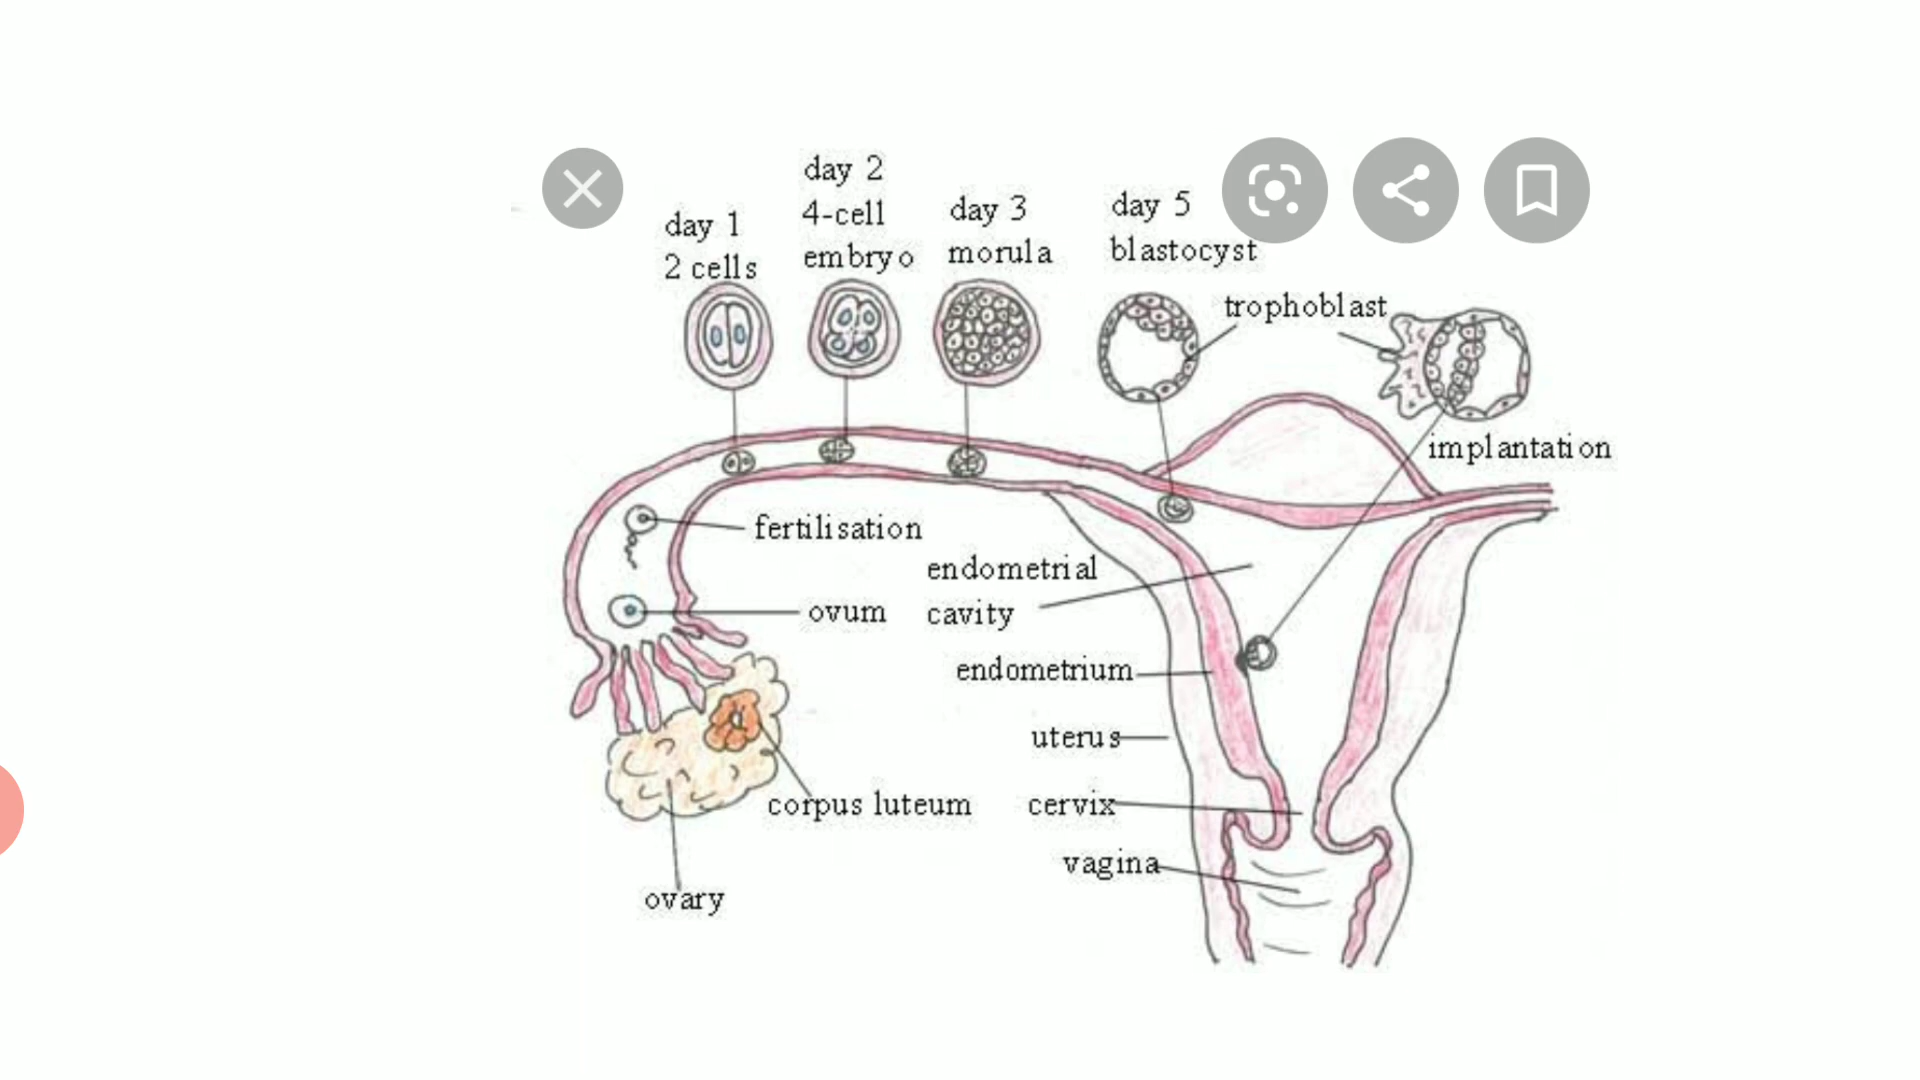 day 1
2 cells
day 2
4-cell
embryo
day 3
morula
day 5
blastocyst
trophoblast
implantation
fertilisation
ovum
endometrial
cavity
endometrium
uterus
corpus luteum
cervix
vagina
ovary